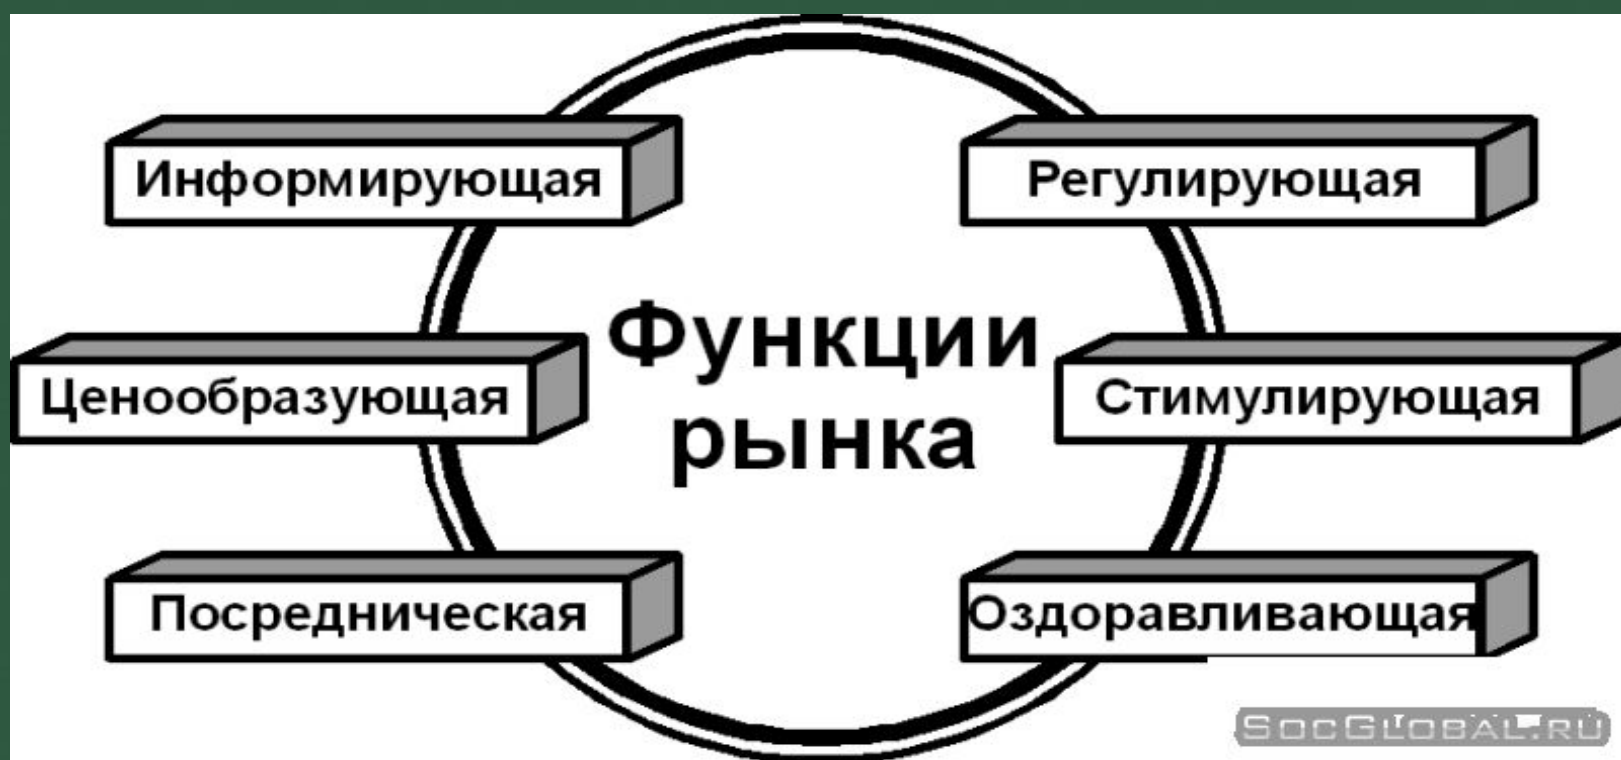 Информирующая
Регулирующая
Функции
рынка
Ценообразующая
Стимулирующая
Посредническая
Оздоравливающая
SOCGLOBAL.RU